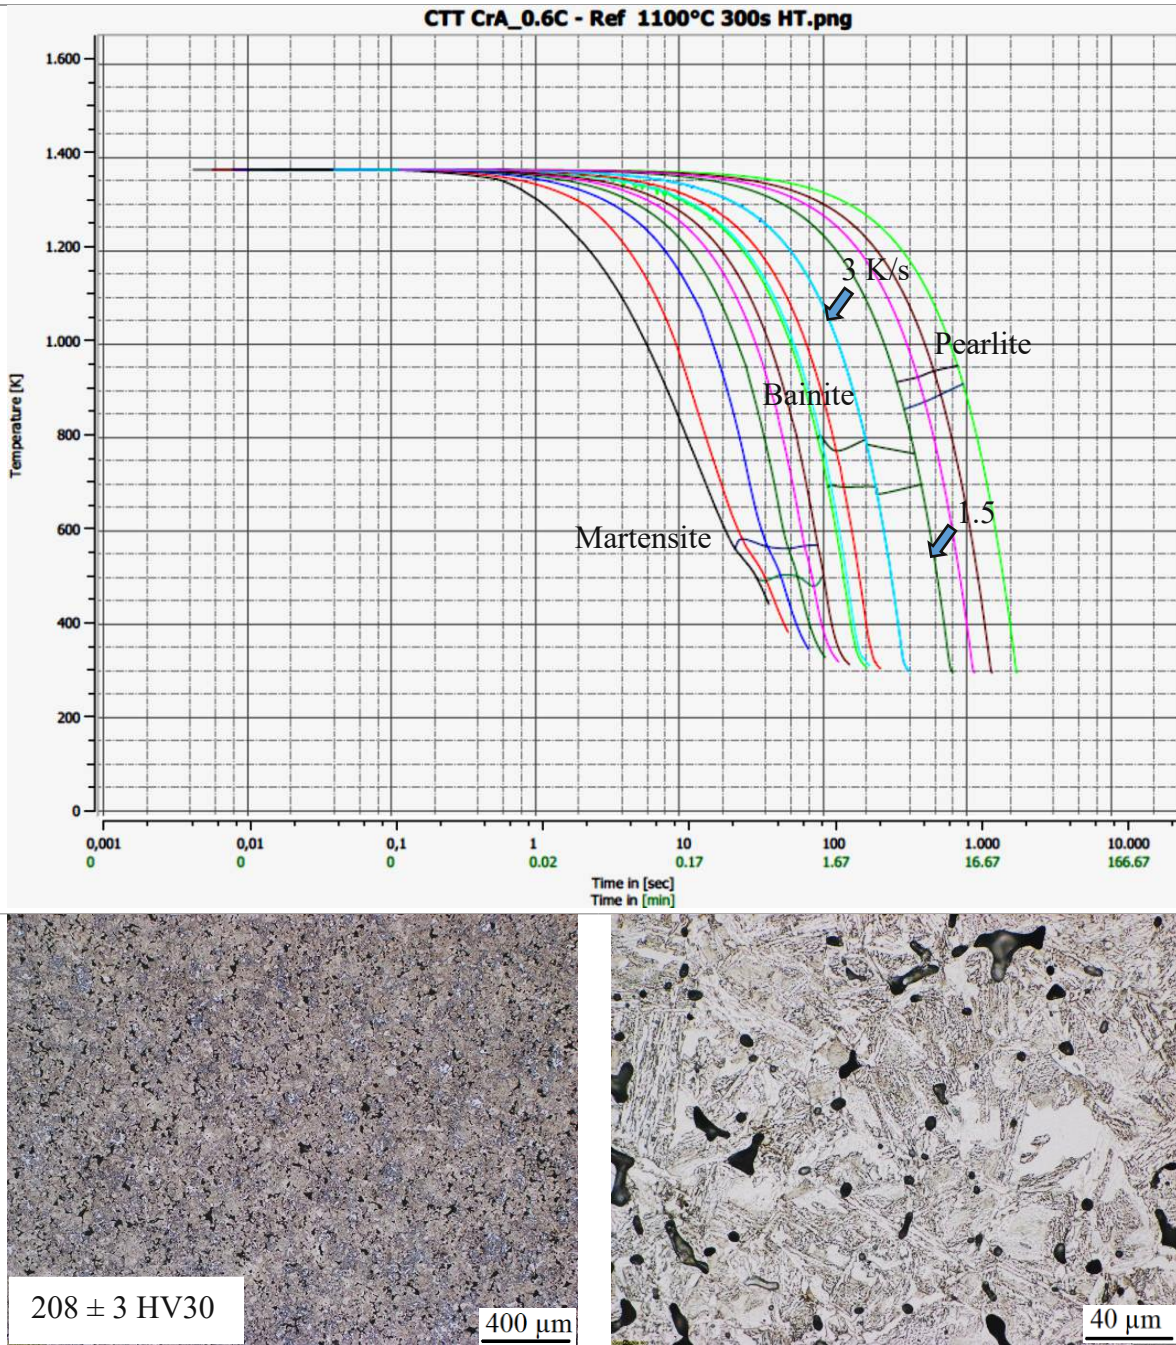 CTT CrA_0.6C - Ref 1100°C 300s HT.png
1.600
1.400
1.200
1.000
800
600
400
200
0
Temperature [K]
3 K/s
Pearlite
Bainite
1.5
Martensite
0,001 0,01 0,1 1 10 100 1.000 10.000
0 0 0 0.02 0.17 1.67 16.67 166.67
Time in [sec]
Time in [min]
208 ± 3 HV30
400 µm
40 µm